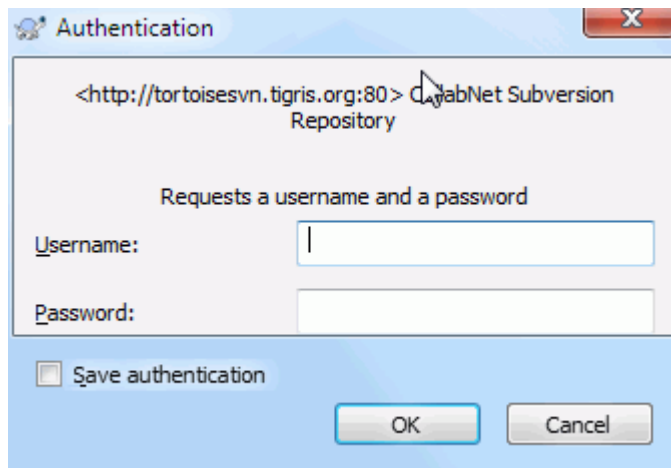 Authentication
<http://tortoisesvn.tigris.org:80> Subversion
Repository
Requests a username and a password
Username:
Password:
Save authentication
OK
Cancel